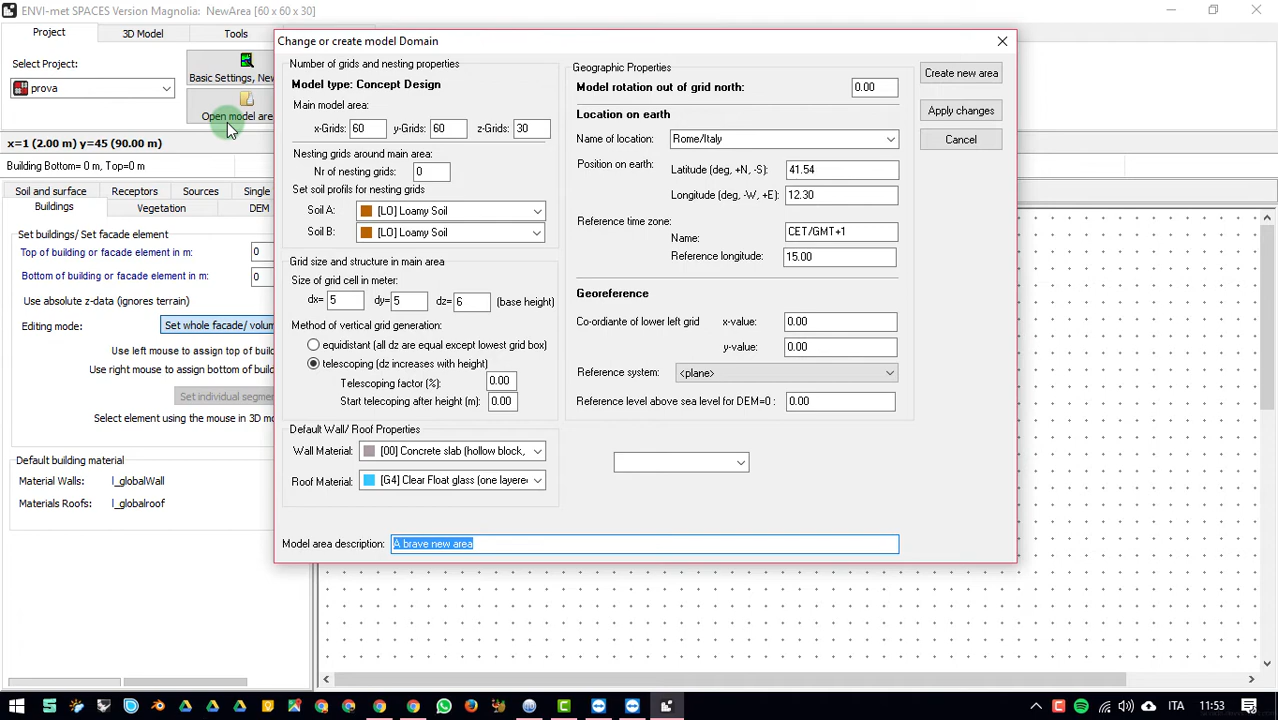 ENVI-met SPACES Version Magnolia: NewArea [60 x 60 x 30]
Project
3D Model
Tools
Select Project:
prova
Basic Settings, New
Open model area
x=1 (2.00 m) y=45 (90.00 m)
Building Bottom= 0 m, Top=0 m
Soil and surface
Receptors
Sources
Single
Buildings
Vegetation
DEM
Set buildings/ Set facade element
Top of building or facade element in m:
0
Bottom of building or facade element in m:
0
Use absolute z-data (ignores terrain)
Editing mode:
Set whole facade/ volum
Use left mouse to assign top of build
Use right mouse to assign bottom of build
Set individual segmen
Select element using the mouse in 3D mo
Default building material
Material Walls:
l_globalWall
Materials Roofs:
l_globalroof
Change or create model Domain
Number of grids and nesting properties
Model type: Concept Design
Main model area:
x-Grids: 60 y-Grids: 60 z-Grids: 30
Nesting grids around main area:
Nr of nesting grids: 0
Set soil profils for nesting grids
Soil A: [LO] Loamy Soil
Soil B: [LO] Loamy Soil
Grid size and structure in main area
Size of grid cell in meter:
dx= 5 dy= 5 dz= 6 (base height)
Method of vertical grid generation:
equidistant (all dz are equal except lowest grid box)
telescoping (dz increases with height)
Telescoping factor (%): 0.00
Start telecoping after height (m): 0.00
Default Wall/ Roof Properties
Wall Material: [00] Concrete slab (hollow block,
Roof Material: [G4] Clear Float glass (one layered
Model area description: A brave new area
Geographic Properties
Model rotation out of grid north: 0.00
Location on earth
Name of location: Rome/Italy
Position on earth
Latitude (deg, +N, -S): 41.54
Longitude (deg, -W, +E): 12.30
Reference time zone:
Name: CET/GMT+1
Reference longitude: 15.00
Georeference
Co-ordiante of lower left grid x-value: 0.00
y-value: 0.00
Reference system: <plane>
Reference level above sea level for DEM=0 : 0.00
Create new area
Apply changes
Cancel
ITA
11:53